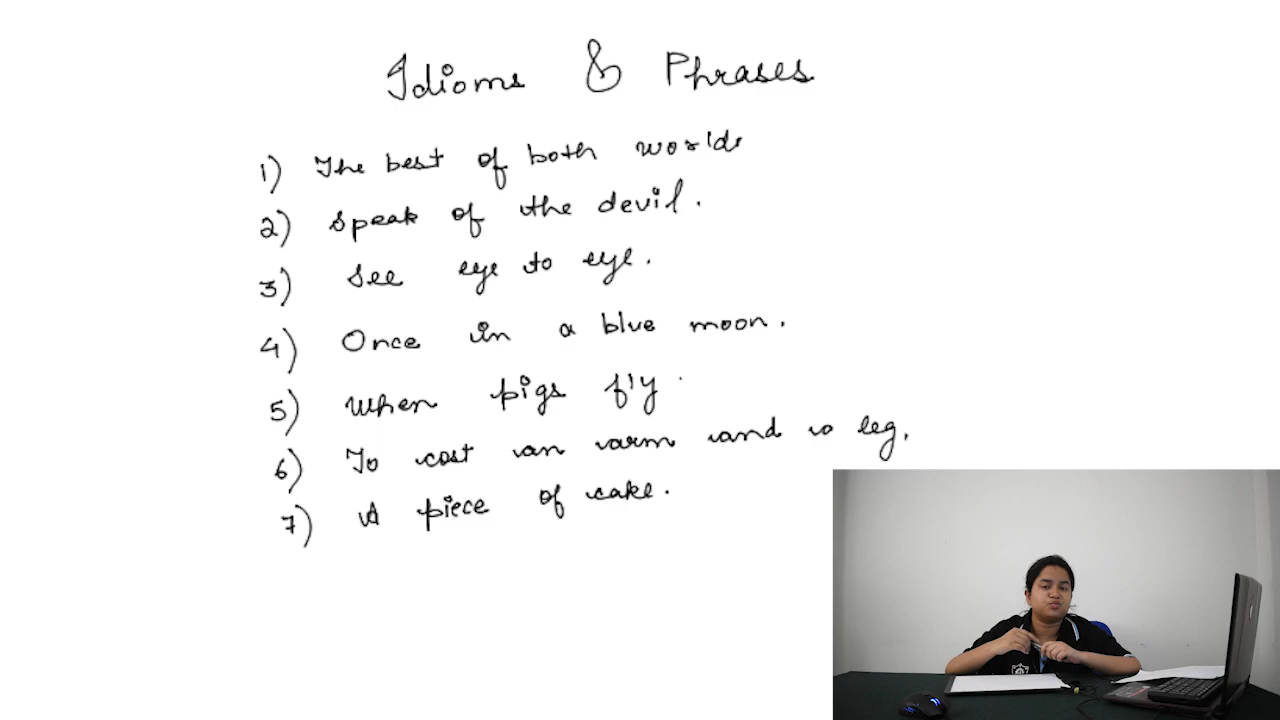 Idioms & Phrases
1) The best of both worlds
2) Speak of the devil.
3) See eye to eye.
4) Once in a blue moon.
5) When pigs fly.
6) To cost an arm and a leg.
7) A piece of cake.